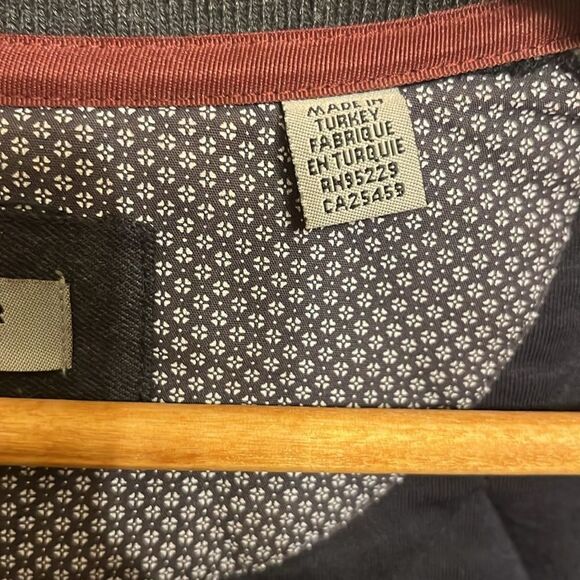 MADE IN
TURKEY
FABRIQUE
EN TURQUIE
RN95229
CA25459
R